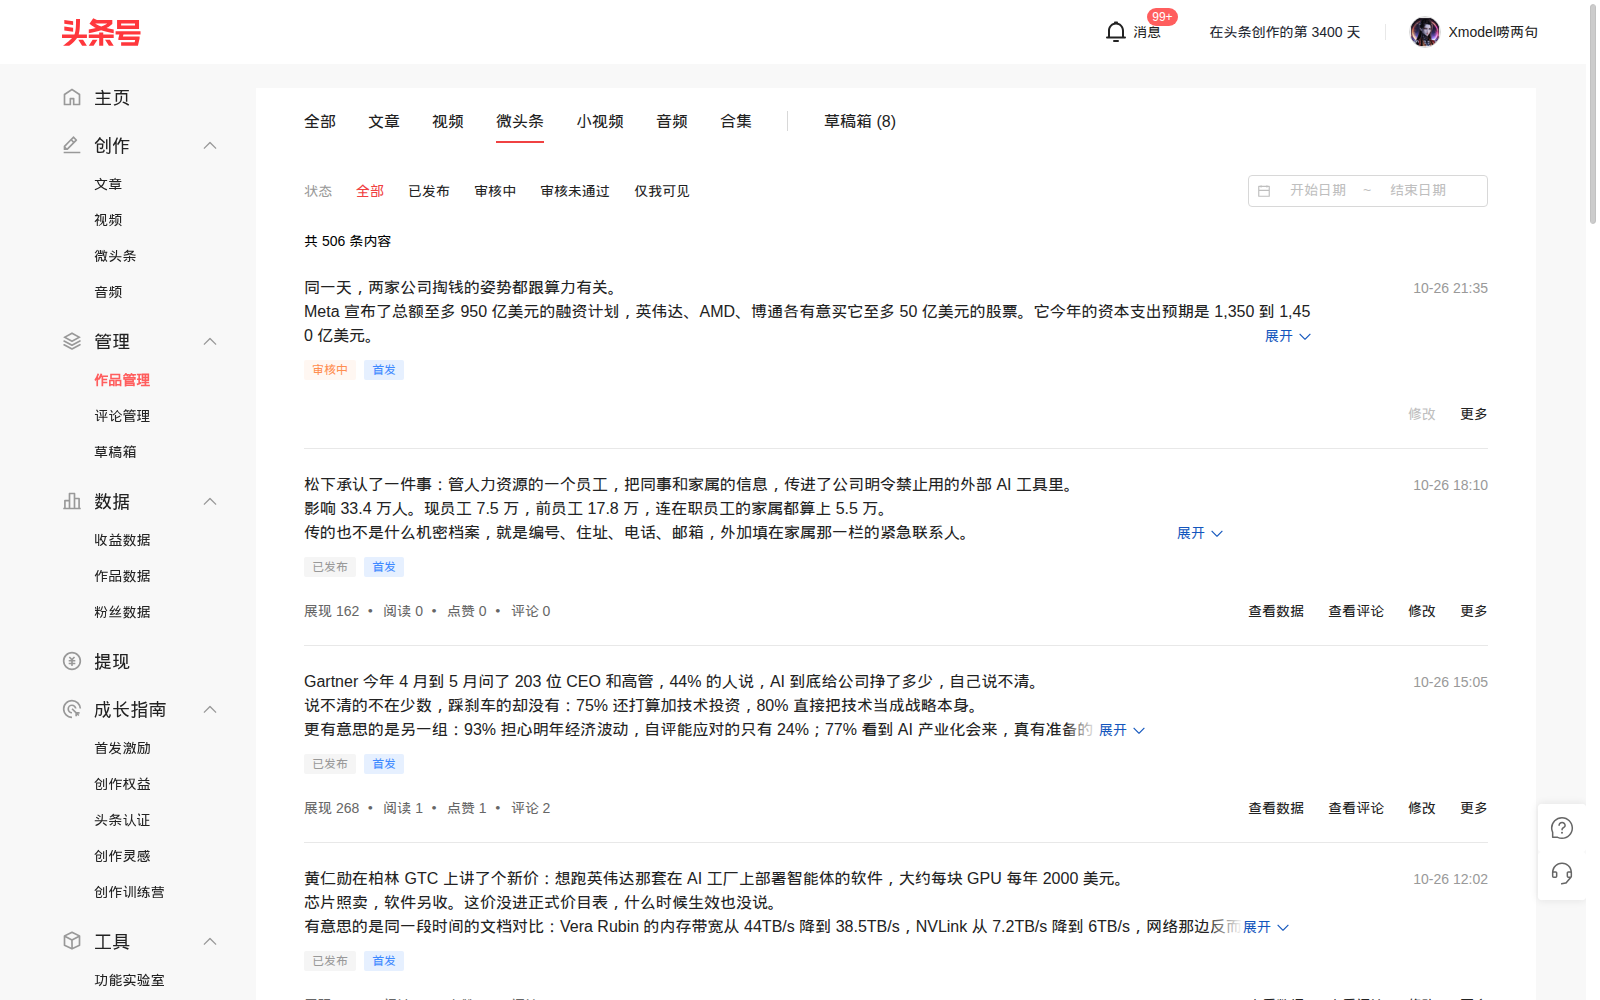 头条号
消息
99+
在头条创作的第 3400 天
Xmodel唠两句
主页
创作
文章
视频
微头条
音频
管理
作品管理
评论管理
草稿箱
数据
收益数据
作品数据
粉丝数据
提现
成长指南
首发激励
创作权益
头条认证
创作灵感
创作训练营
工具
功能实验室
全部 文章 视频 微头条 小视频 音频 合集 草稿箱 (8)
状态 全部 已发布 审核中 审核未通过 仅我可见
开始日期 ~ 结束日期
共 506 条内容
同一天，两家公司掏钱的姿势都跟算力有关。
10-26 21:35
Meta 宣布了总额至多 950 亿美元的融资计划，英伟达、AMD、博通各有意买它至多 50 亿美元的股票。它今年的资本支出预期是 1,350 到 1,45
0 亿美元。
展开
审核中 首发
修改 更多
松下承认了一件事：管人力资源的一个员工，把同事和家属的信息，传进了公司明令禁止用的外部 AI 工具里。
10-26 18:10
影响 33.4 万人。现员工 7.5 万，前员工 17.8 万，连在职员工的家属都算上 5.5 万。
传的也不是什么机密档案，就是编号、住址、电话、邮箱，外加填在家属那一栏的紧急联系人。
展开
已发布 首发
展现 162 • 阅读 0 • 点赞 0 • 评论 0
查看数据 查看评论 修改 更多
Gartner 今年 4 月到 5 月问了 203 位 CEO 和高管，44% 的人说，AI 到底给公司挣了多少，自己说不清。
10-26 15:05
说不清的不在少数，踩刹车的却没有：75% 还打算加技术投资，80% 直接把技术当成战略本身。
更有意思的是另一组：93% 担心明年经济波动，自评能应对的只有 24%；77% 看到 AI 产业化会来，真有准备的
展开
已发布 首发
展现 268 • 阅读 1 • 点赞 1 • 评论 2
查看数据 查看评论 修改 更多
黄仁勋在柏林 GTC 上讲了个新价：想跑英伟达那套在 AI 工厂上部署智能体的软件，大约每块 GPU 每年 2000 美元。
10-26 12:02
芯片照卖，软件另收。这价没进正式价目表，什么时候生效也没说。
有意思的是同一段时间的文档对比：Vera Rubin 的内存带宽从 44TB/s 降到 38.5TB/s，NVLink 从 7.2TB/s 降到 6TB/s，网络那边反而
展开
已发布 首发